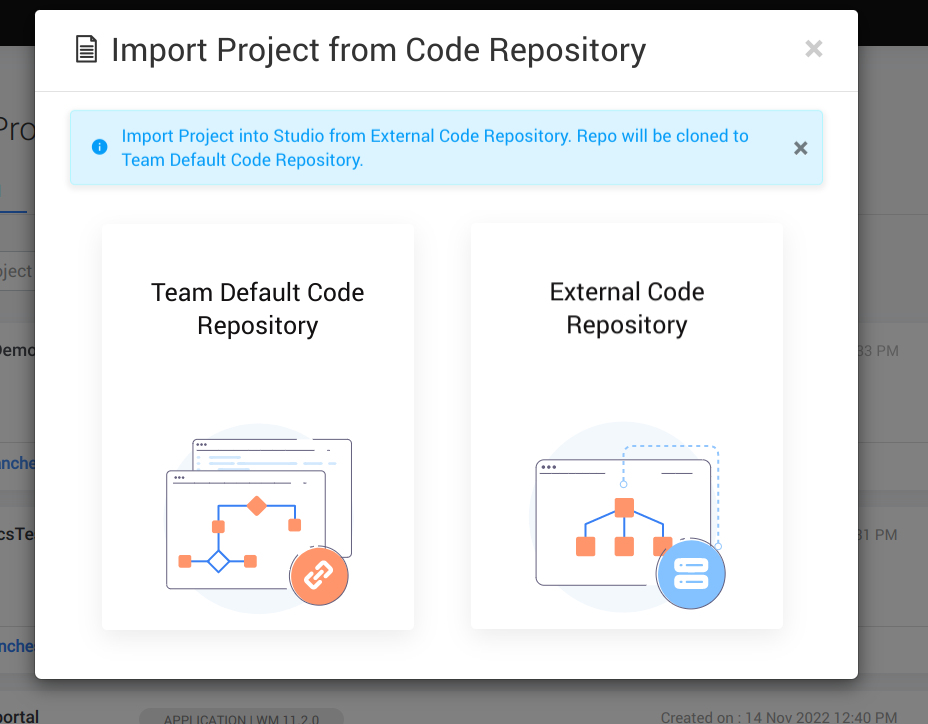 Import Project from Code Repository
Pro
Import Project into Studio from External Code Repository. Repo will be cloned to
Team Default Code Repository.
oject
Team Default Code
Repository
External Code
Repository
Demo
33 PM
anche
csTe
31 PM
nche
portal
APPLICATION | WM 11.2.0
Created on : 14 Nov 2022 12:40 PM